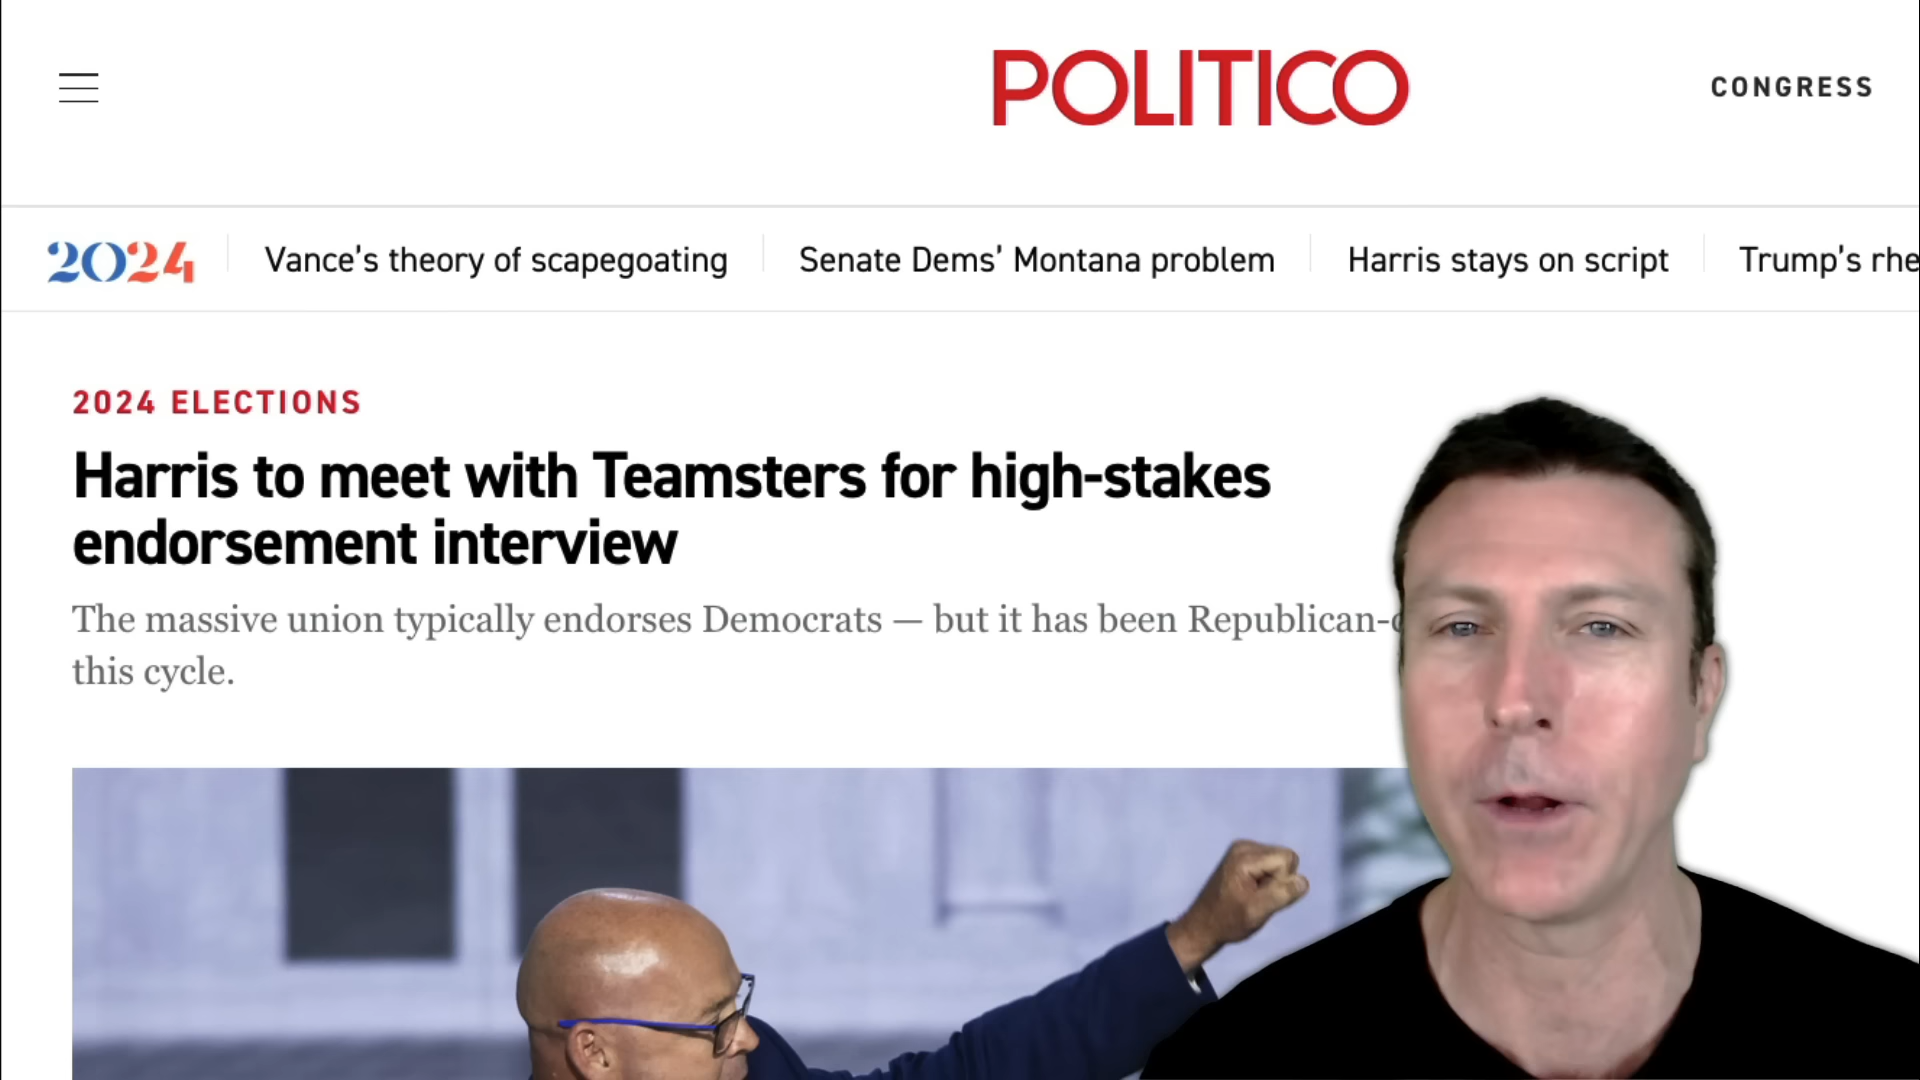 POLITICO
CONGRESS
2024
Vance's theory of scapegoating
Senate Dems' Montana problem
Harris stays on script
Trump's
2024 ELECTIONS
Harris to meet with Teamsters for high-stakes
endorsement interview
The massive union typically endorses Democrats — but it has been Republican-
this cycle.